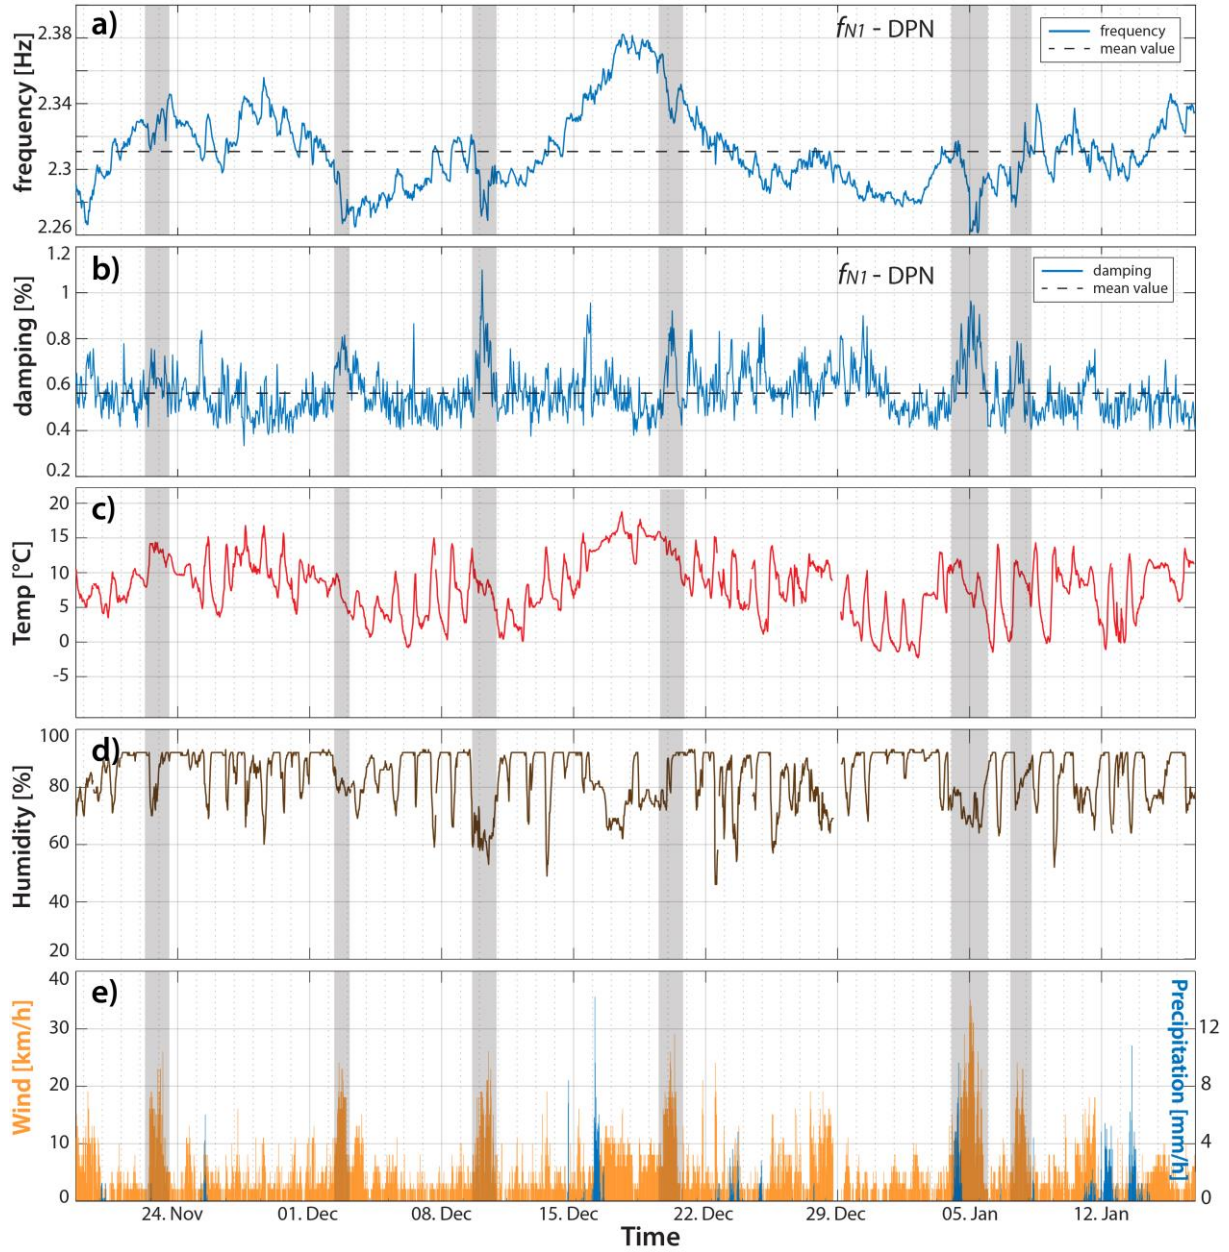 a)
fN1 - DPN
frequency
mean value
frequency [Hz]
2.38
2.34
2.3
2.26
b)
fN1 - DPN
damping
mean value
damping [%]
1.2
1
0.8
0.6
0.4
0.2
c)
Temp [°C]
20
15
10
5
0
-5
d)
Humidity [%]
100
80
60
40
20
e)
Wind [km/h]
40
30
20
10
0
Precipitation [mm/h]
12
8
4
0
24. Nov 01. Dec 08. Dec 15. Dec 22. Dec 29. Dec 05. Jan 12. Jan
Time